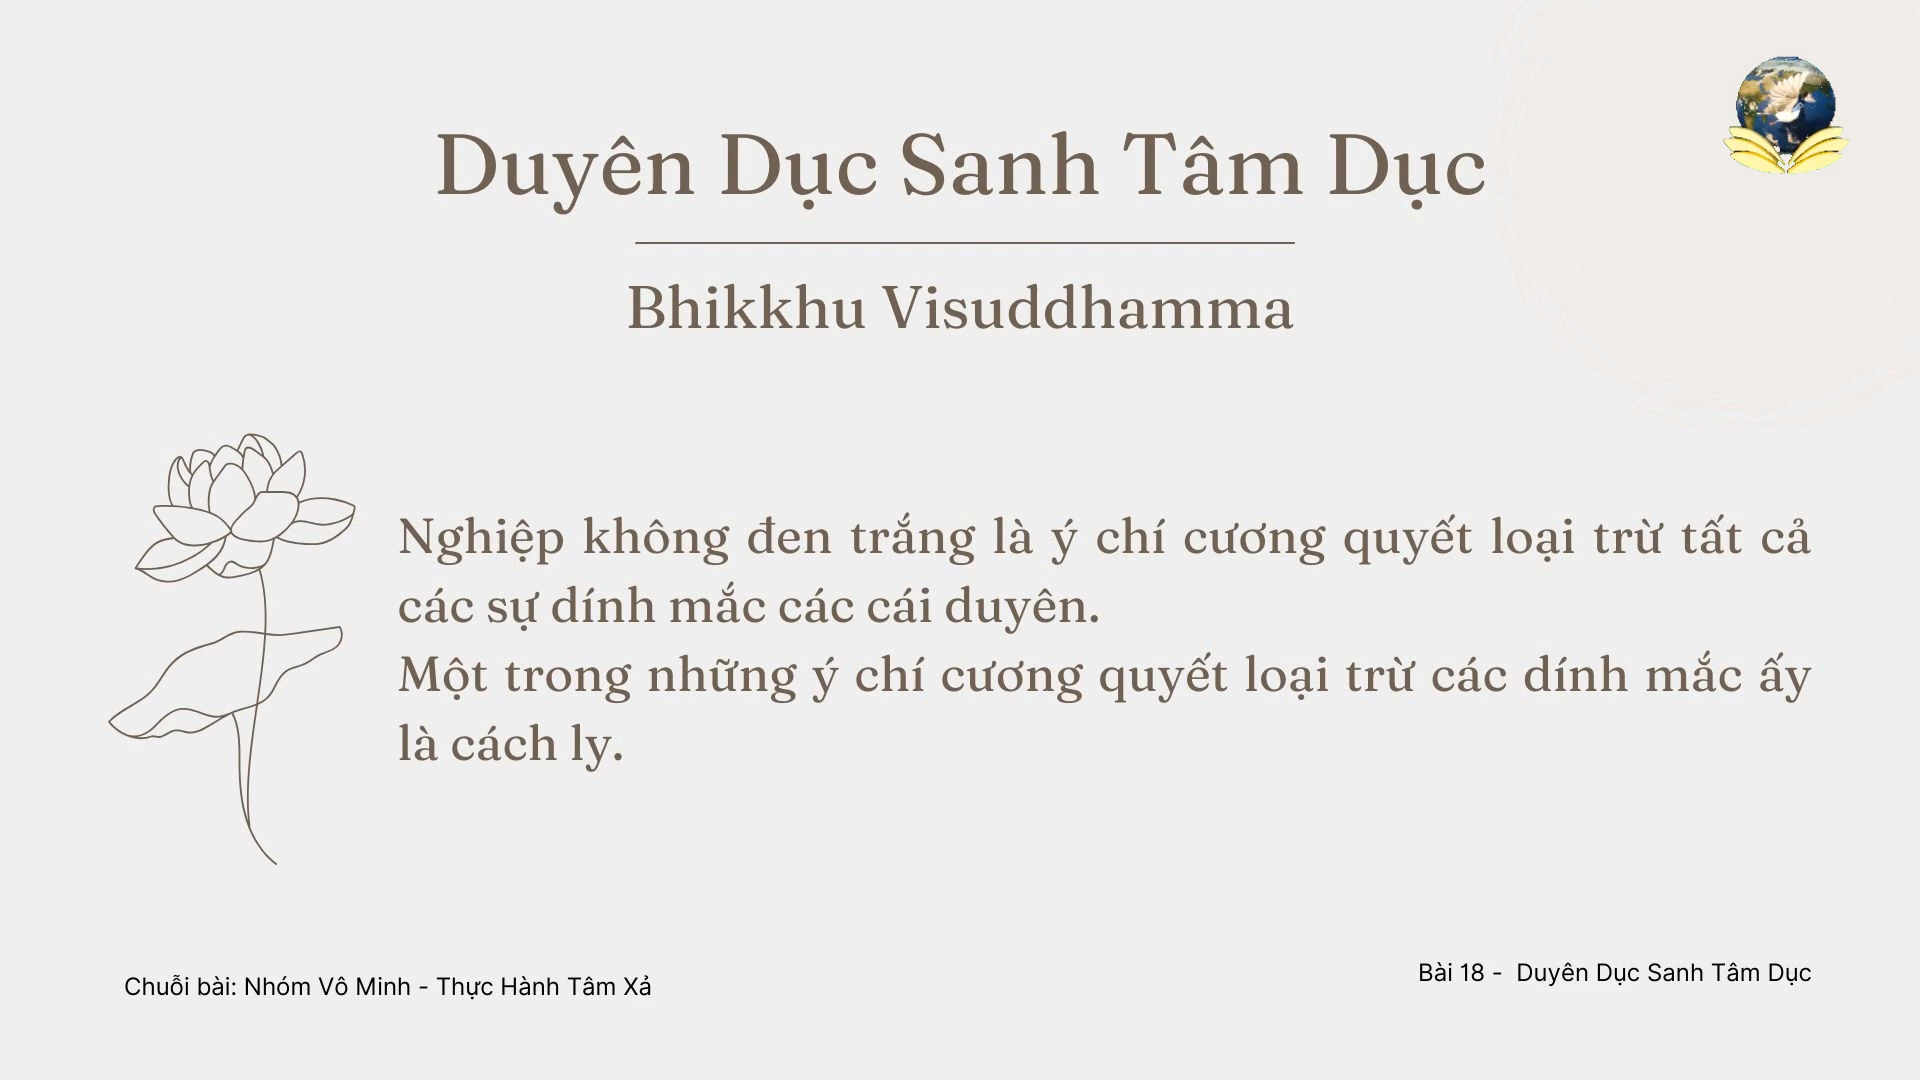 Duyên Dục Sanh Tâm Dục
Bhikkhu Visuddhamma
Nghiệp không đen trắng là ý chí cương quyết loại trừ tất cả
các sự dính mắc các cái duyên.
Một trong những ý chí cương quyết loại trừ các dính mắc ấy
là cách ly.
Chuỗi bài: Nhóm Vô Minh - Thực Hành Tâm Xả
Bài 18 - Duyên Dục Sanh Tâm Dục